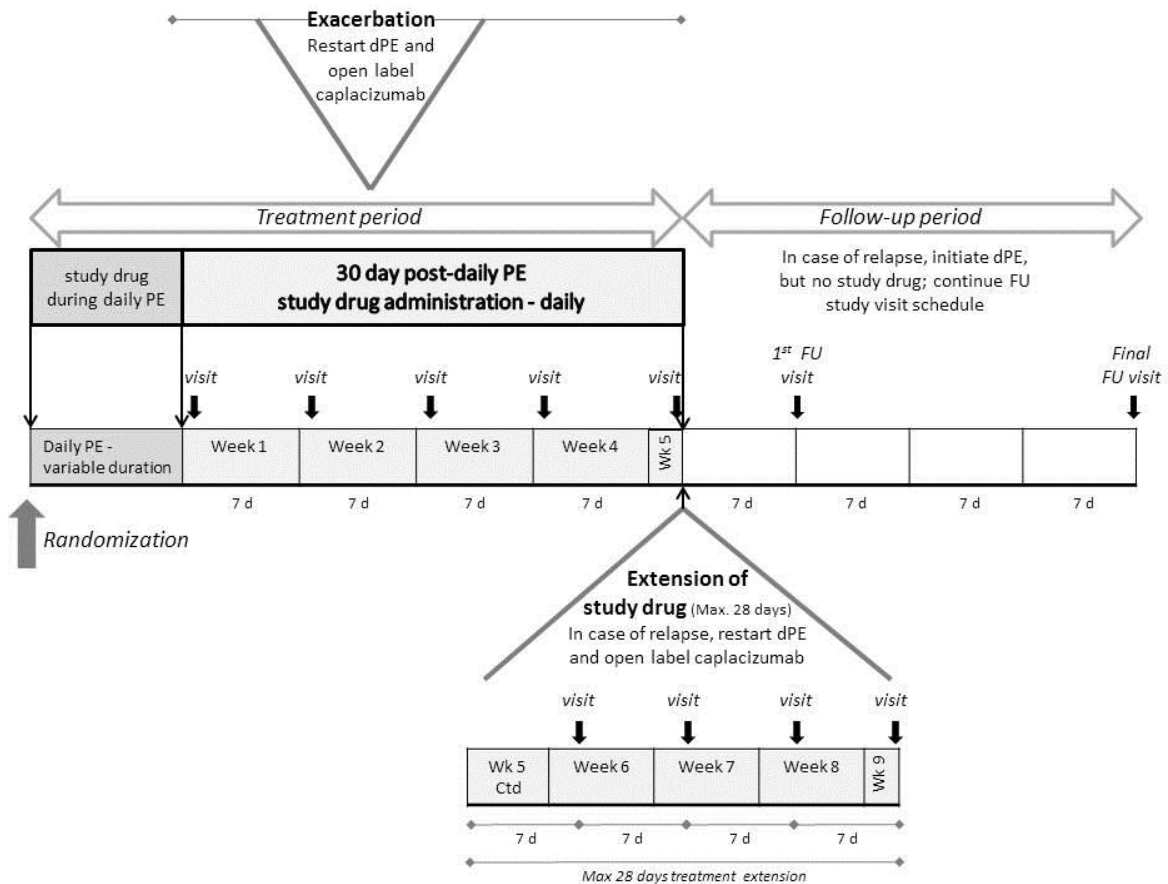 Exacerbation
Restart dPE and
open label
caplacizumab
Treatment period
Follow-up period
study drug
during daily PE
30 day post-daily PE
study drug administration - daily
In case of relapse, initiate dPE,
but no study drug; continue FU
study visit schedule
visit
visit
visit
visit
visit
1st FU
visit
Final
FU visit
Daily PE -
variable duration
Week 1
Week 2
Week 3
Week 4
Wk 5
7 d
7 d
7 d
7 d
7 d
7 d
7 d
7 d
Randomization
Extension of
study drug (Max. 28 days)
In case of relapse, restart dPE
and open label caplacizumab
visit
visit
visit
visit
Wk 5
Ctd
Week 6
Week 7
Week 8
Wk 9
7 d
7 d
7 d
7 d
Max 28 days treatment extension